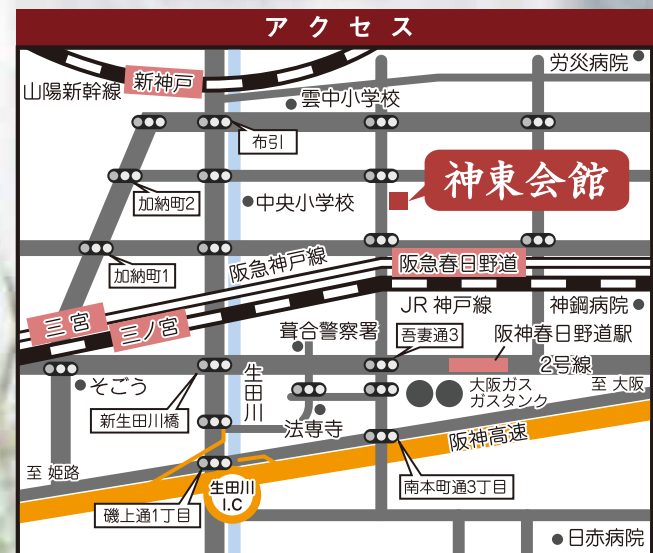 アクセス
労災病院
山陽新幹線
新神戸
雲中小学校
布引
神東会館
加納町2
中央小学校
加納町1
阪急神戸線
阪急春日野道
三宮
三ノ宮
JR 神戸線
神鋼病院
葺合警察署
吾妻通3
阪神春日野道駅
2号線
そごう
生田川
大阪ガス
ガスタンク
至 大阪
新生田川橋
法専寺
阪神高速
至 姫路
生田川
I.C
南本町通3丁目
磯上通1丁目
日赤病院